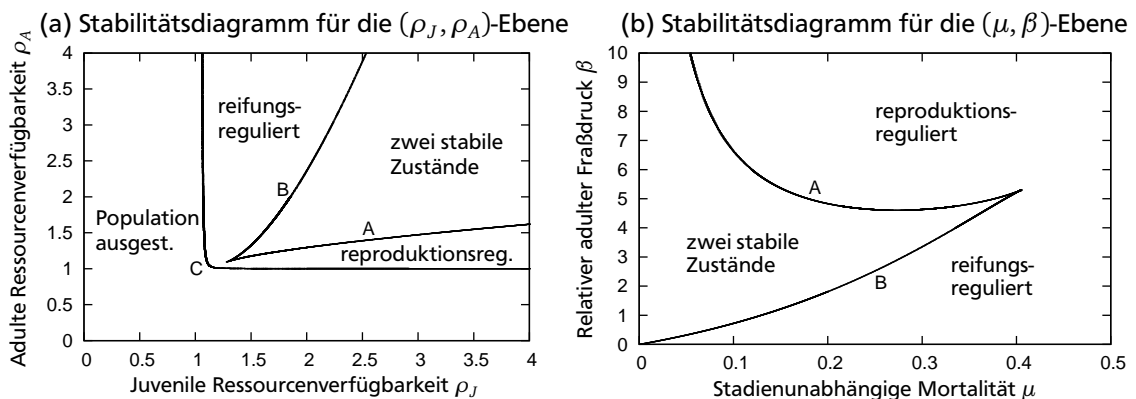 (a) Stabilitätsdiagramm für die (ρ_J, ρ_A)-Ebene
Adulte Ressourcenverfügbarkeit ρ_A
4
3.5
3
2.5
2
1.5
1
0.5
0
reifungs-
reguliert
zwei stabile
Zustände
B
A
Population
ausgest.
reproduktionsreg.
C
0 0.5 1 1.5 2 2.5 3 3.5 4
Juvenile Ressourcenverfügbarkeit ρ_J
(b) Stabilitätsdiagramm für die (μ, β)-Ebene
Relativer adulter Fraßdruck β
10
9
8
7
6
5
4
3
2
1
0
reproduktions-
reguliert
A
zwei stabile
Zustände
reifungs-
reguliert
B
0 0.1 0.2 0.3 0.4 0.5
Stadienunabhängige Mortalität μ